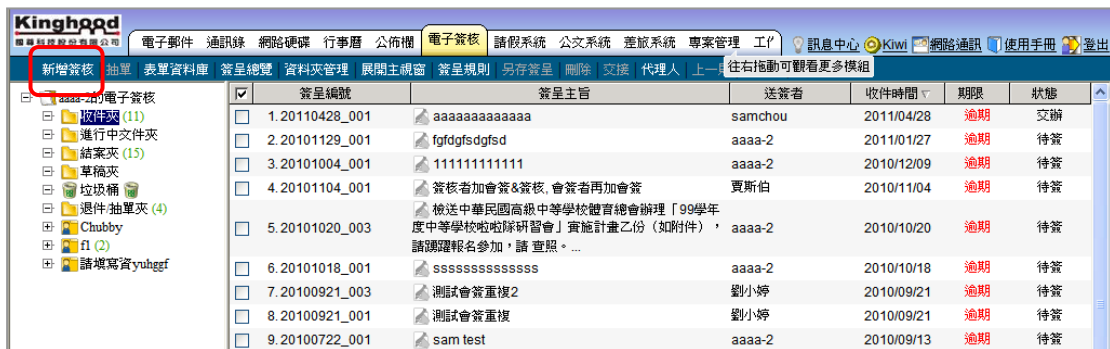 Kinghood
桐尋科技股份有限公司
電子郵件 通訊錄 網路硬碟 行事曆 公佈欄 電子簽核 請假系統 公文系統 差旅系統 專案管理
訊息中心 Kiwi 網路通訊 使用手冊 登出
往右拖動可觀看更多模組
新增簽核 抽單 表單資料庫 簽呈總覽 資料夾管理 展開主視窗 簽呈規則 另存簽呈 刪除 交接 代理人
aaaa-2的電子簽核
收件夾 (11)
進行中文件夾
結案夾 (15)
草稿夾
垃圾桶
退件/抽單夾 (4)
Chubby
f1 (2)
請填寫資yuhggf
簽呈編號 簽呈主旨 送簽者 收件時間 期限 狀態
1.20110428_001 aaaaaaaaaaaaa samchou 2011/04/28 逾期 交辦
2.20101129_001 fgfdgfsdgfsd aaaa-2 2011/01/27 逾期 待簽
3.20101004_001 111111111111 aaaa-2 2010/12/09 逾期 待簽
4.20101104_001 簽核者加會簽&簽核, 會簽者再加會簽 賈斯伯 2010/11/04 逾期 待簽
5.20101020_003 檢送中華民國高級中等學校體育總會辦理「99學年
度中等學校啦啦隊研習會」實施計畫乙份（如附件）， aaaa-2 2010/10/20 逾期 待簽
請踴躍報名參加，請 查照。...
6.20101018_001 ssssssssssssss aaaa-2 2010/10/18 逾期 待簽
7.20100921_003 測試會簽重複2 劉小婷 2010/09/21 逾期 待簽
8.20100921_001 測試會簽重複 劉小婷 2010/09/21 逾期 待簽
9.20100722_001 sam test aaaa-2 2010/09/13 逾期 待簽